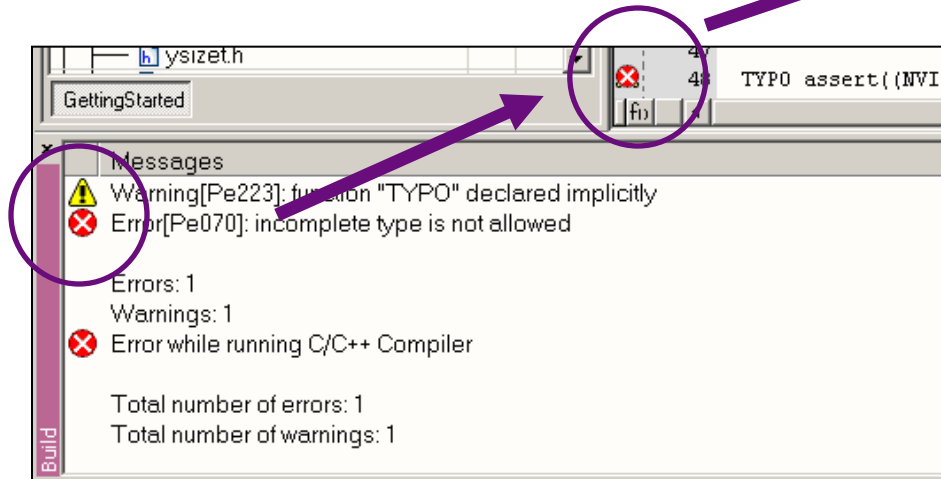 ysizet.h
47
48 TYPO assert((NVI
GettingStarted
Messages
Warning[Pe223]: function "TYPO" declared implicitly
Error[Pe070]: incomplete type is not allowed
Errors: 1
Warnings: 1
Error while running C/C++ Compiler
Total number of errors: 1
Total number of warnings: 1
Build